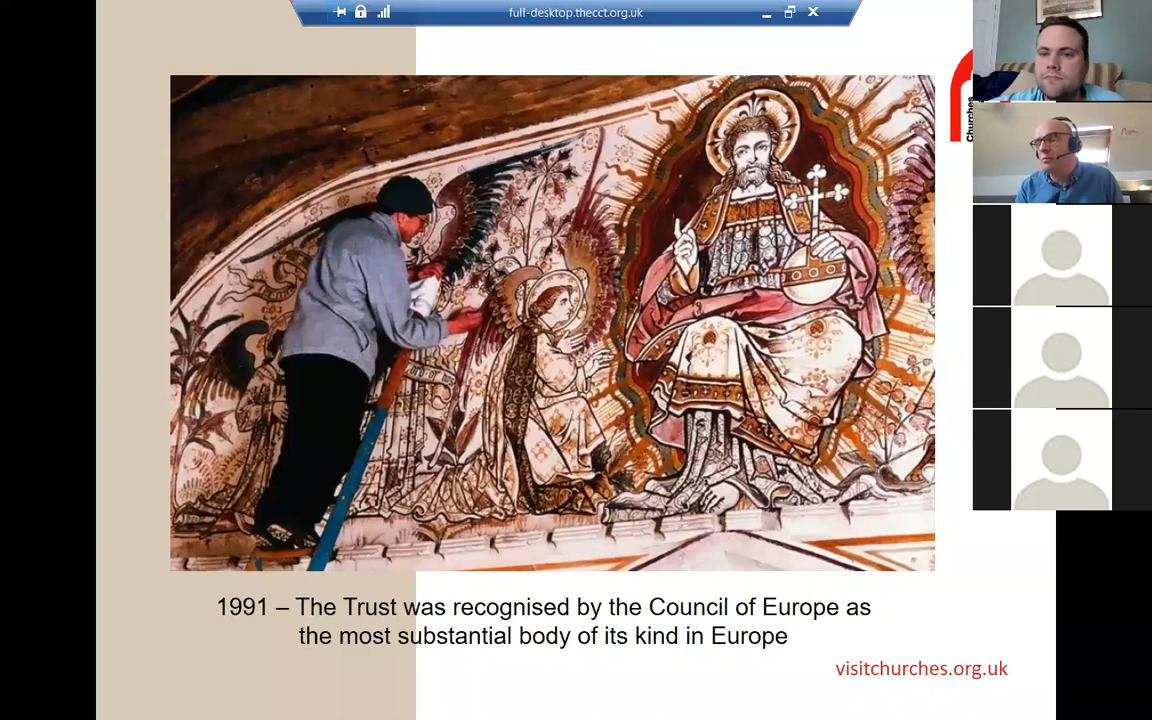 full-desktop.thecct.org.uk
Churches
1991 – The Trust was recognised by the Council of Europe as
the most substantial body of its kind in Europe
visitchurches.org.uk